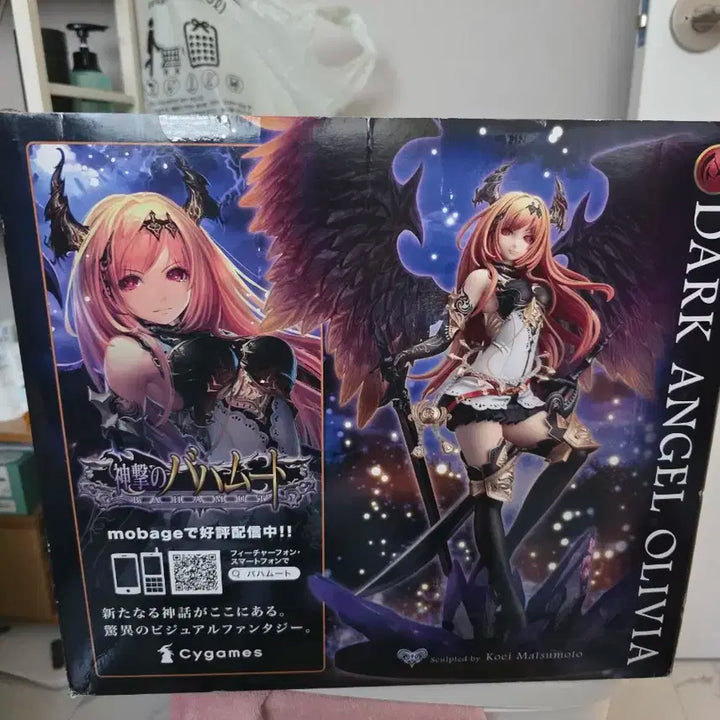 神撃のバハムート
BAHAMUT
mobageで好評配信中!!
フィーチャーフォン・
スマートフォンで
バハムート
新たなる神話がここにある。
驚異のビジュアルファンタジー。
Cygames
DARK ANGEL OLIVIA
Sculpted by Koei Matsumoto